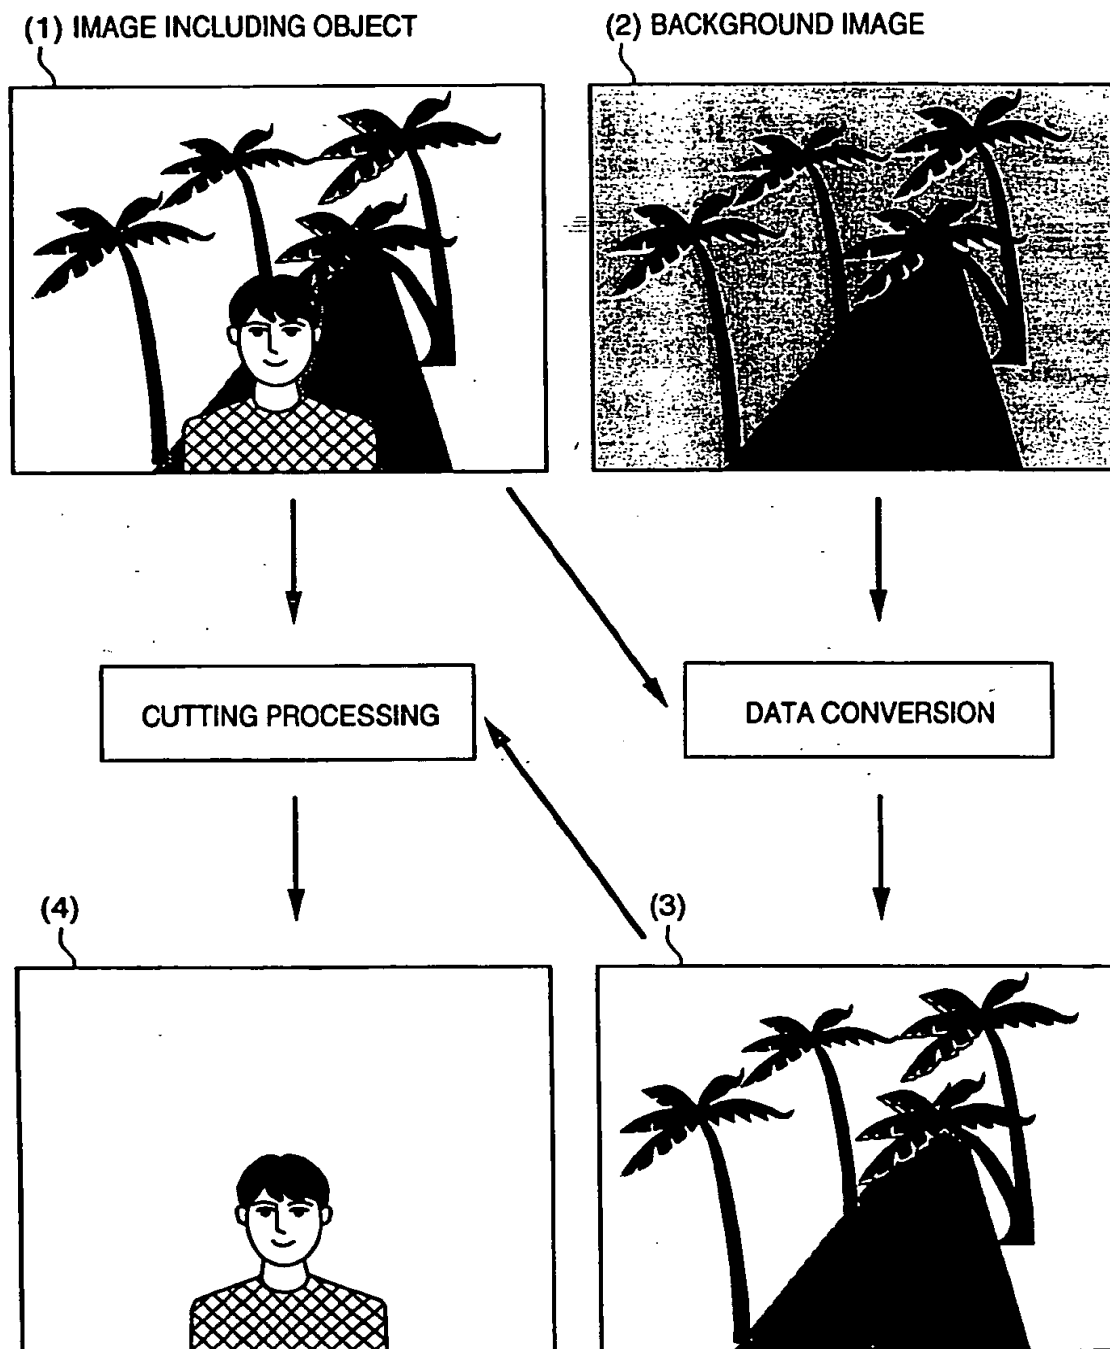 (1) IMAGE INCLUDING OBJECT
(2) BACKGROUND IMAGE
CUTTING PROCESSING
DATA CONVERSION
(4)
(3)